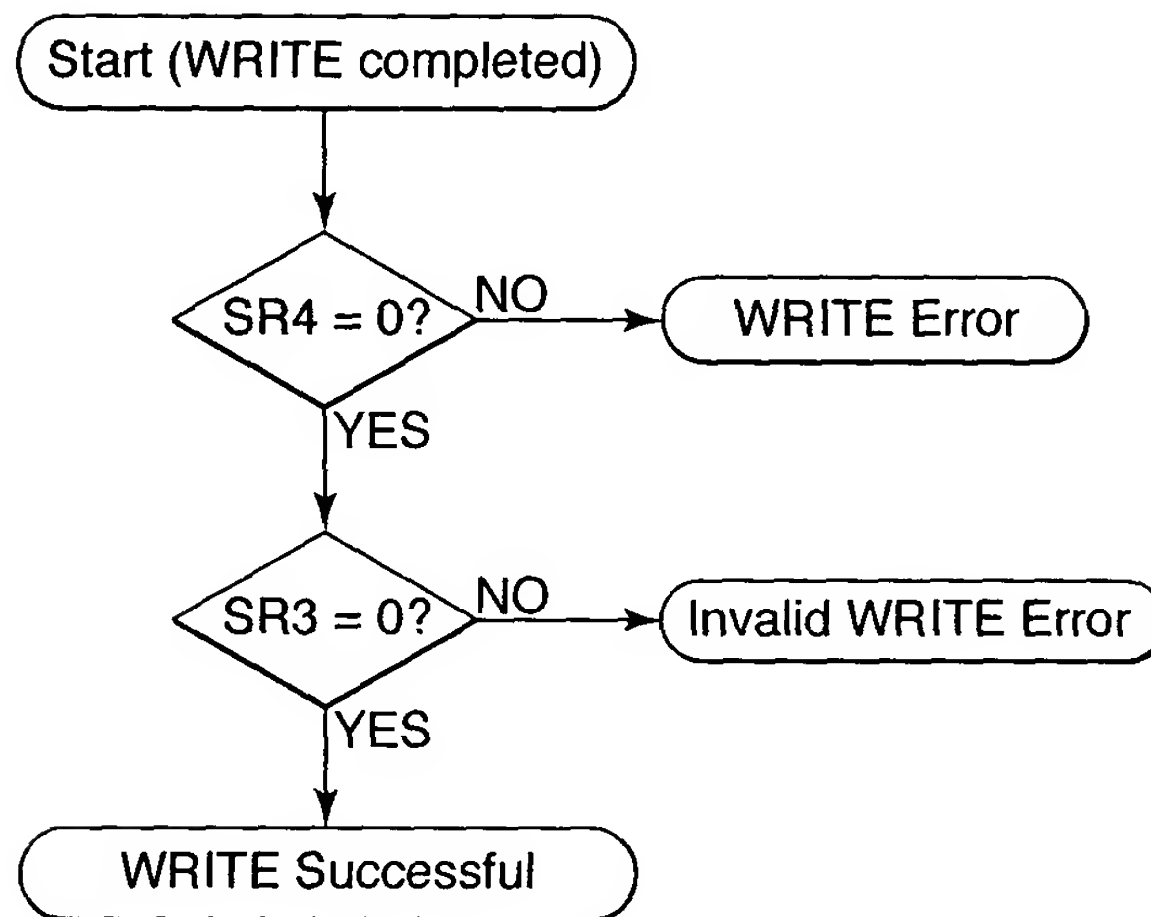 Start (WRITE completed)
SR4 = 0?
NO
WRITE Error
YES
SR3 = 0?
NO
Invalid WRITE Error
YES
WRITE Successful